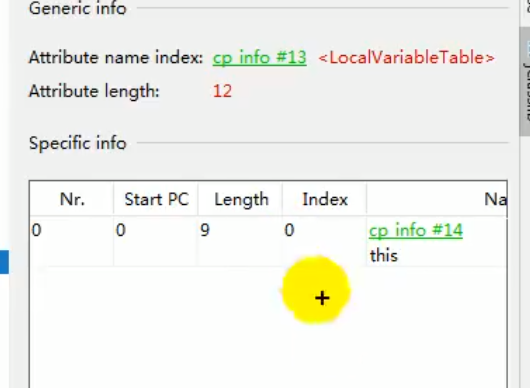 Generic info
Attribute name index: cp info #13 <LocalVariableTable>
Attribute length: 12
Specific info
Nr. Start PC Length Index Na
0 0 9 0 cp info #14
this